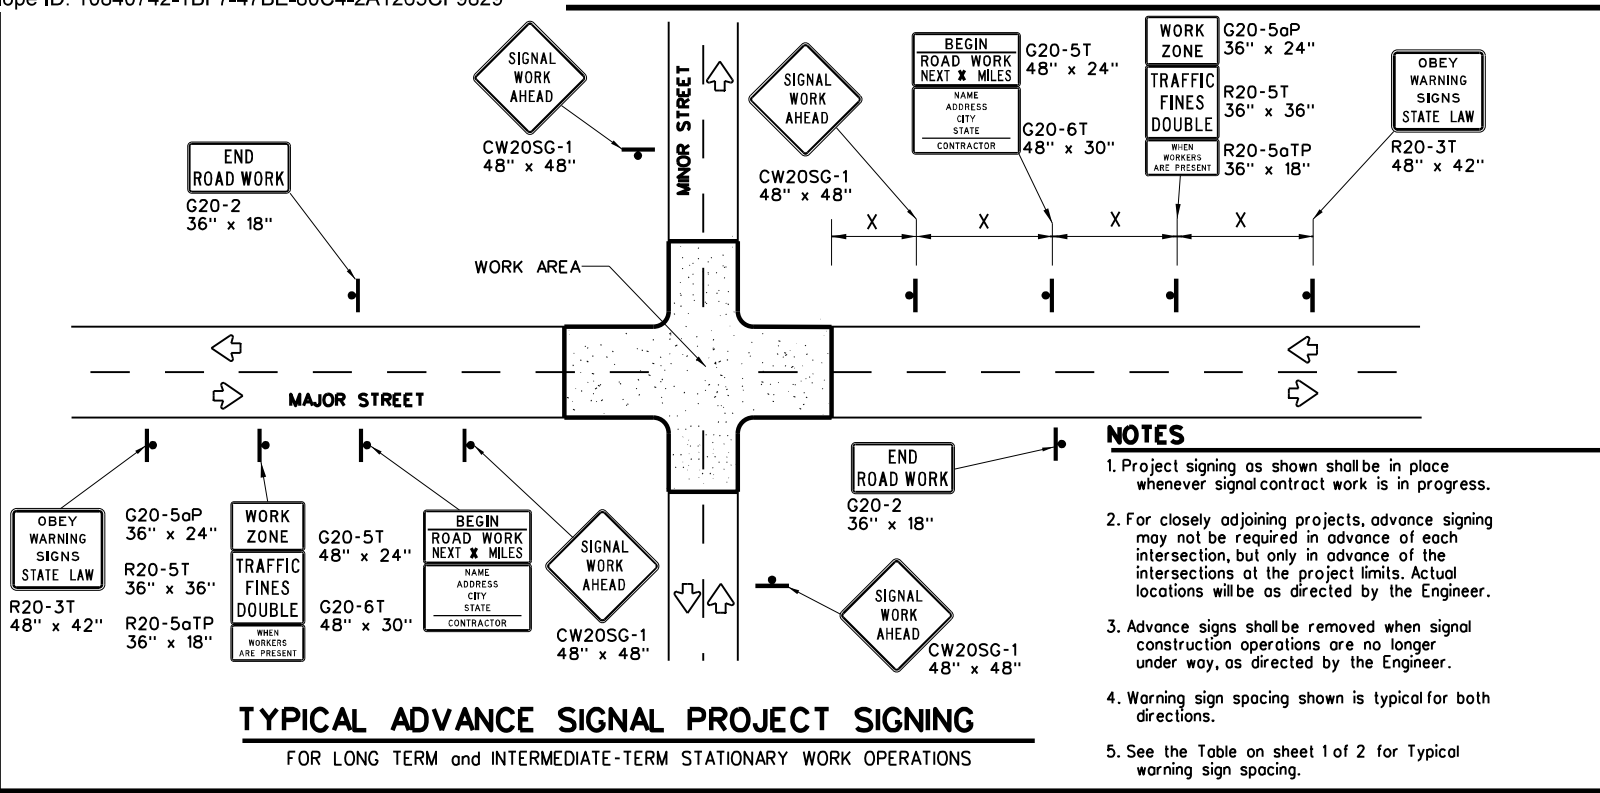 ope ID: 10840742-1BF7-47BE-80C4-2A1265CF9829
SIGNAL
WORK
AHEAD
CW20SG-1
48" x 48"
MINOR STREET
SIGNAL
WORK
AHEAD
CW20SG-1
48" x 48"
BEGIN
ROAD WORK
NEXT X MILES
NAME
ADDRESS
CITY
STATE
CONTRACTOR
G20-5T
48" x 24"
G20-6T
48" x 30"
WORK
ZONE
TRAFFIC
FINES
DOUBLE
WHEN
WORKERS
ARE PRESENT
G20-5aP
36" x 24"
R20-5T
36" x 36"
R20-5aTP
36" x 18"
OBEY
WARNING
SIGNS
STATE LAW
R20-3T
48" x 42"
END
ROAD WORK
G20-2
36" x 18"
X
X
X
X
WORK AREA
MAJOR STREET
OBEY
WARNING
SIGNS
STATE LAW
R20-3T
48" x 42"
G20-5aP
36" x 24"
R20-5T
36" x 36"
R20-5aTP
36" x 18"
WORK
ZONE
TRAFFIC
FINES
DOUBLE
WHEN
WORKERS
ARE PRESENT
G20-5T
48" x 24"
G20-6T
48" x 30"
BEGIN
ROAD WORK
NEXT X MILES
NAME
ADDRESS
CITY
STATE
CONTRACTOR
SIGNAL
WORK
AHEAD
CW20SG-1
48" x 48"
END
ROAD WORK
G20-2
36" x 18"
SIGNAL
WORK
AHEAD
CW20SG-1
48" x 48"
NOTES
1. Project signing as shown shall be in place
whenever signal contract work is in progress.
2. For closely adjoining projects, advance signing
may not be required in advance of each
intersection, but only in advance of the
intersections at the project limits. Actual
locations will be as directed by the Engineer.
3. Advance signs shall be removed when signal
construction operations are no longer
under way, as directed by the Engineer.
4. Warning sign spacing shown is typical for both
directions.
5. See the Table on sheet 1 of 2 for Typical
warning sign spacing.
TYPICAL ADVANCE SIGNAL PROJECT SIGNING
FOR LONG TERM and INTERMEDIATE-TERM STATIONARY WORK OPERATIONS